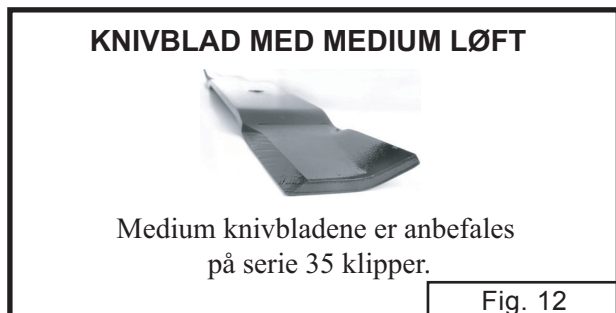 KNIVBLAD MED MEDIUM LØFT
Medium knivbladene er anbefales
på serie 35 klipper.
Fig. 12